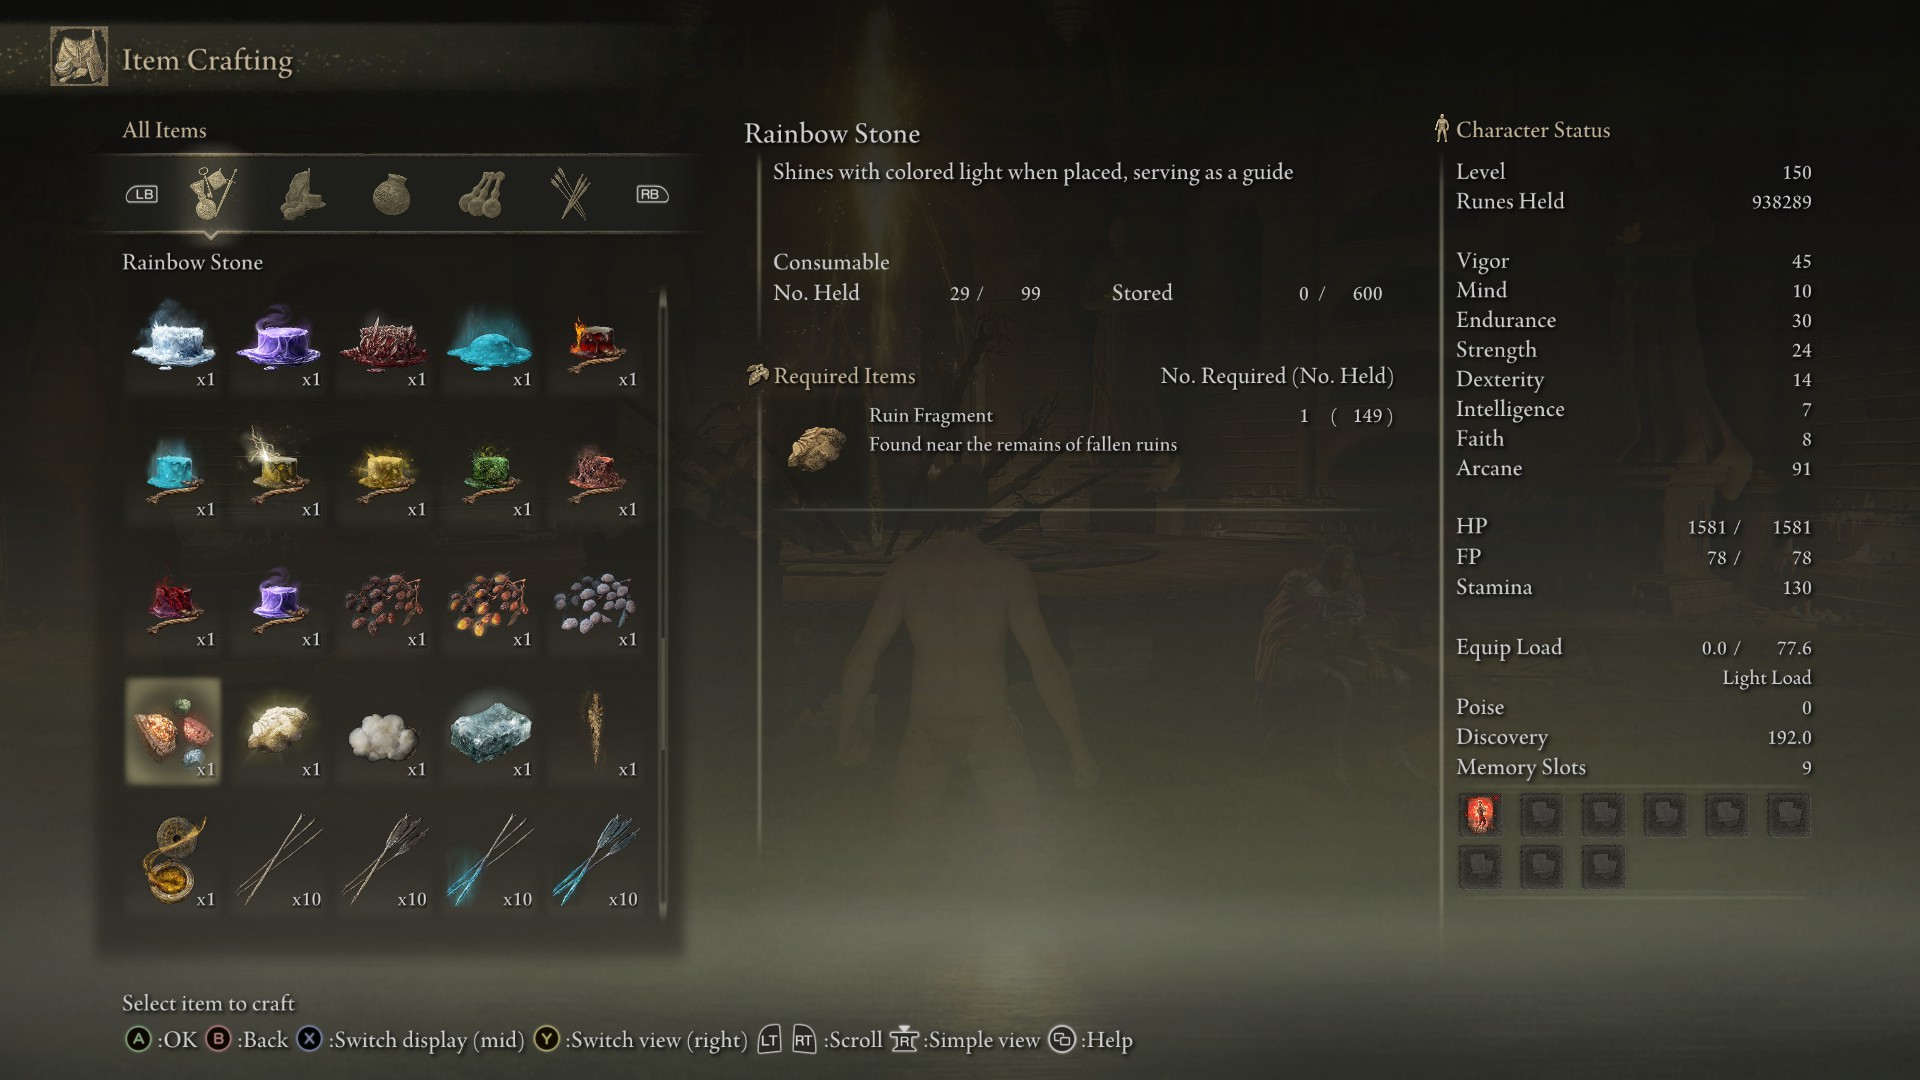 Item Crafting
All Items
LB
RB
Rainbow Stone
x1 x1 x1 x1 x1
x1 x1 x1 x1 x1
x1 x1 x1 x1 x1
x1 x1 x1 x1 x1
x1 x10 x10 x10 x10
Rainbow Stone
Shines with colored light when placed, serving as a guide
Consumable
No. Held 29 / 99 Stored 0 / 600
Required Items No. Required (No. Held)
Ruin Fragment 1 ( 149 )
Found near the remains of fallen ruins
Character Status
Level 150
Runes Held 938289
Vigor 45
Mind 10
Endurance 30
Strength 24
Dexterity 14
Intelligence 7
Faith 8
Arcane 91
HP 1581 / 1581
FP 78 / 78
Stamina 130
Equip Load 0.0 / 77.6
Light Load
Poise 0
Discovery 192.0
Memory Slots 9
Select item to craft
A :OK B :Back X :Switch display (mid) Y :Switch view (right) LT RT :Scroll R :Simple view :Help